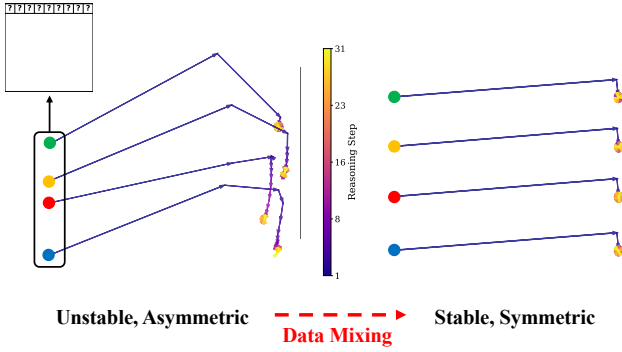 ? ? ? ? ? ? ? ? ?
31
23
16
8
1
Reasoning Step
Unstable, Asymmetric
Data Mixing
Stable, Symmetric